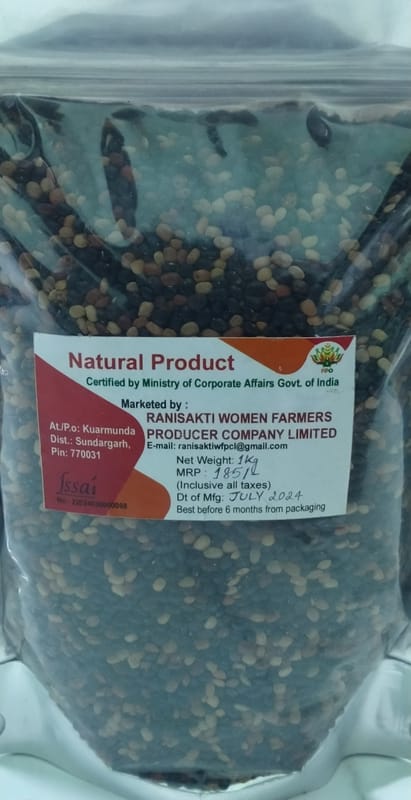 Natural Product
FPO
Certified by Ministry of Corporate Affairs Govt. of India
Marketed by :
RANISAKTI WOMEN FARMERS
PRODUCER COMPANY LIMITED
E-mail: ranisaktiwfpcl@gmail.com
At./P.o: Kuarmunda
Dist.: Sundargarh,
Pin: 770031
fssai
Net Weight: 1Kg
MRP : 185/-
(Inclusive all taxes)
Dt of Mfg: JULY 2024
Best before 6 months from packaging